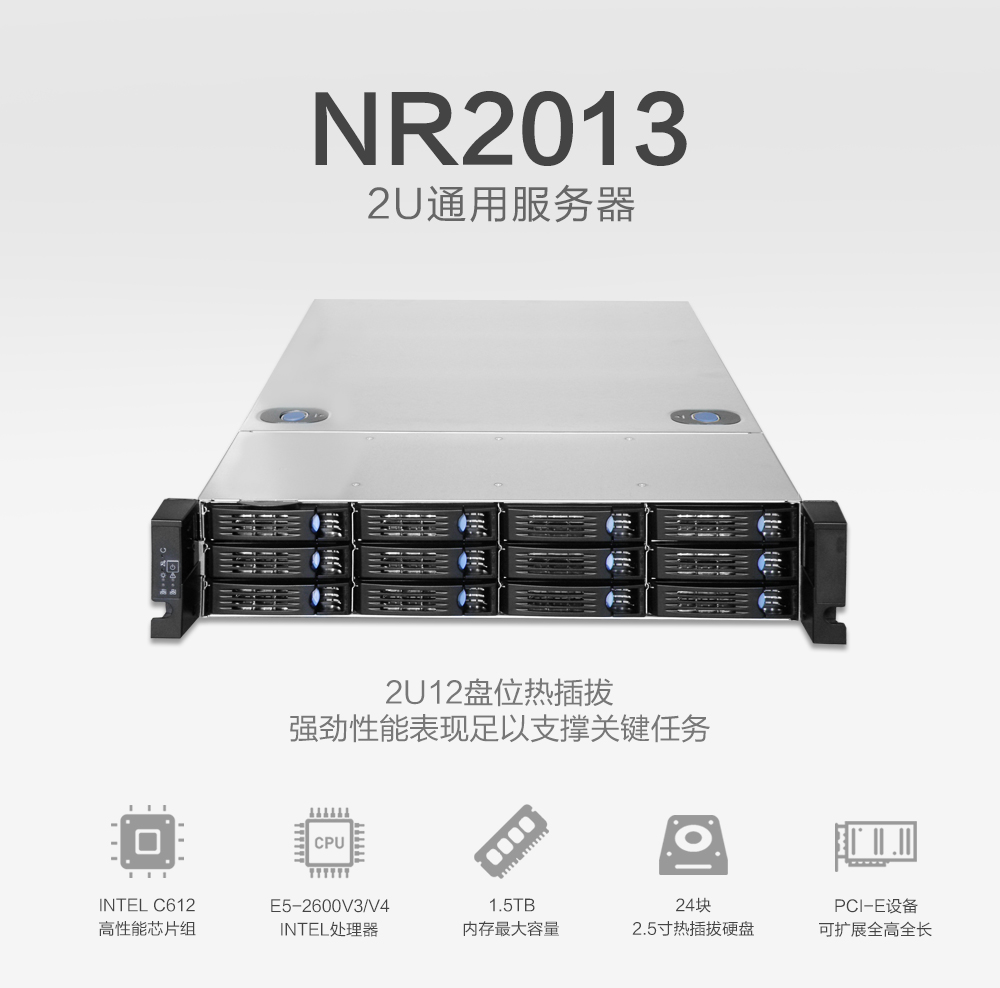 NR2013
2U通用服务器
2U12盘位热插拔
强劲性能表现足以支撑关键任务
CPU
INTEL C612
高性能芯片组
E5-2600V3/V4
INTEL处理器
1.5TB
内存最大容量
24块
2.5寸热插拔硬盘
PCI-E设备
可扩展全高全长